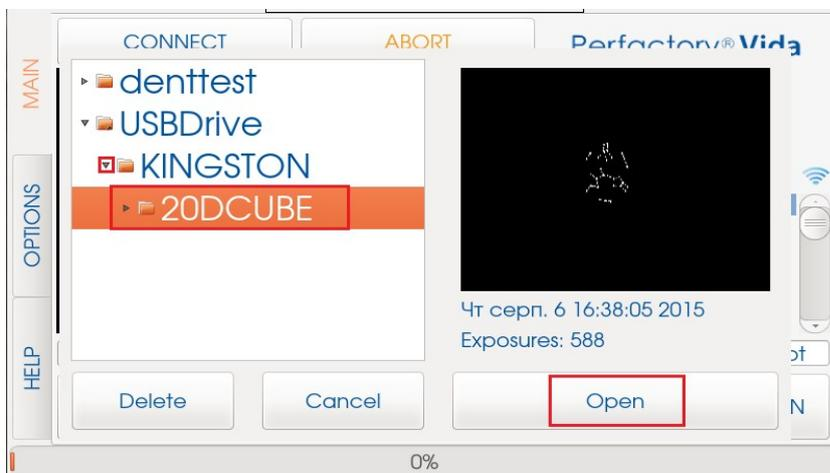 CONNECT
ABORT
Perfactory® Vida
MAIN
OPTIONS
HELP
denttest
USBDrive
KINGSTON
20DCUBE
Чт серп. 6 16:38:05 2015
Exposures: 588
Delete
Cancel
Open
0%